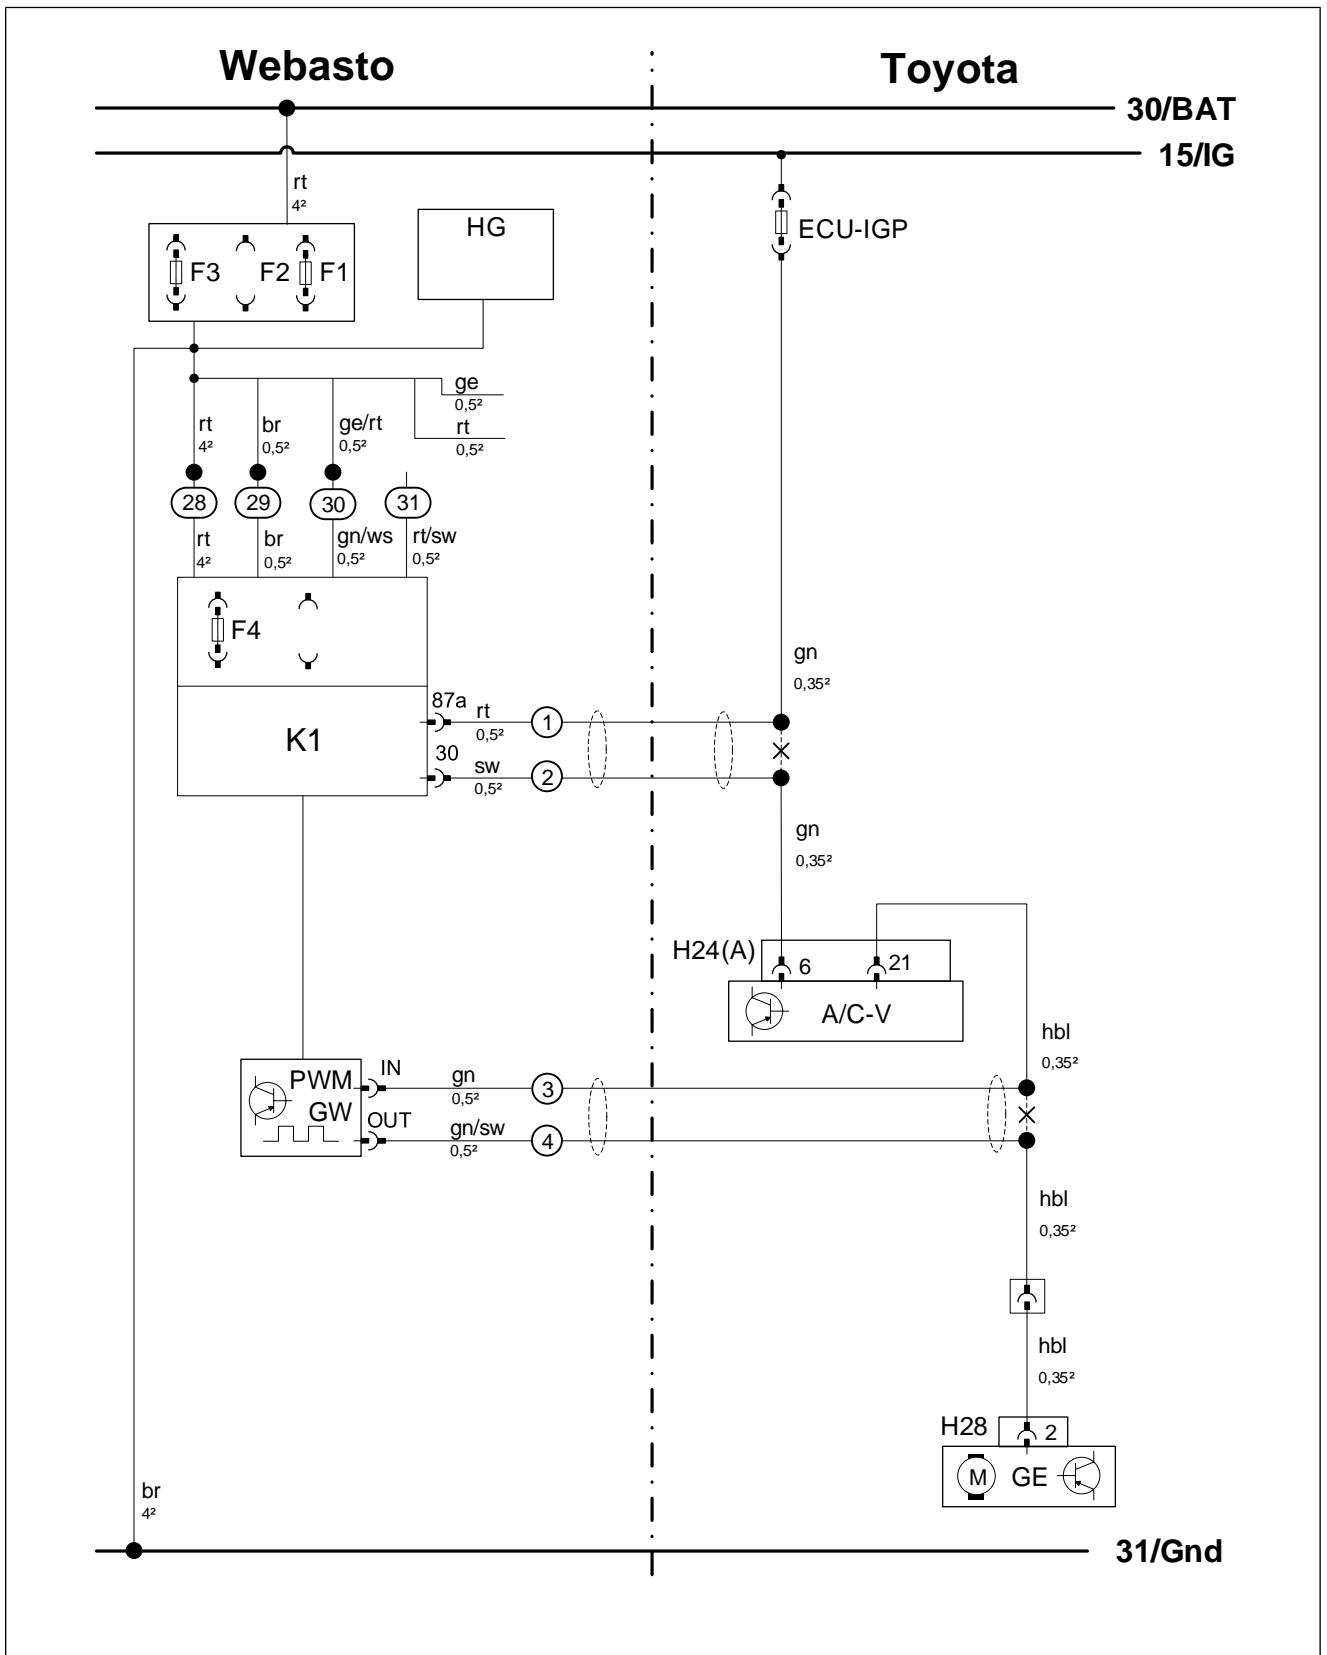 Webasto
Toyota
30/BAT
15/IG
rt
4²
HG
ECU-IGP
F3
F2
F1
ge
0,5²
rt
4²
br
0,5²
ge/rt
0,5²
rt
0,5²
28
29
30
31
rt
4²
br
0,5²
gn/ws
0,5²
rt/sw
0,5²
F4
gn
0,35²
87a
rt
0,5²
1
K1
30
sw
0,5²
2
gn
0,35²
H24(A)
6
21
A/C-V
hbl
0,35²
PWM
GW
IN
gn
0,5²
3
OUT
gn/sw
0,5²
4
hbl
0,35²
hbl
0,35²
H28
2
M
GE
br
4²
31/Gnd